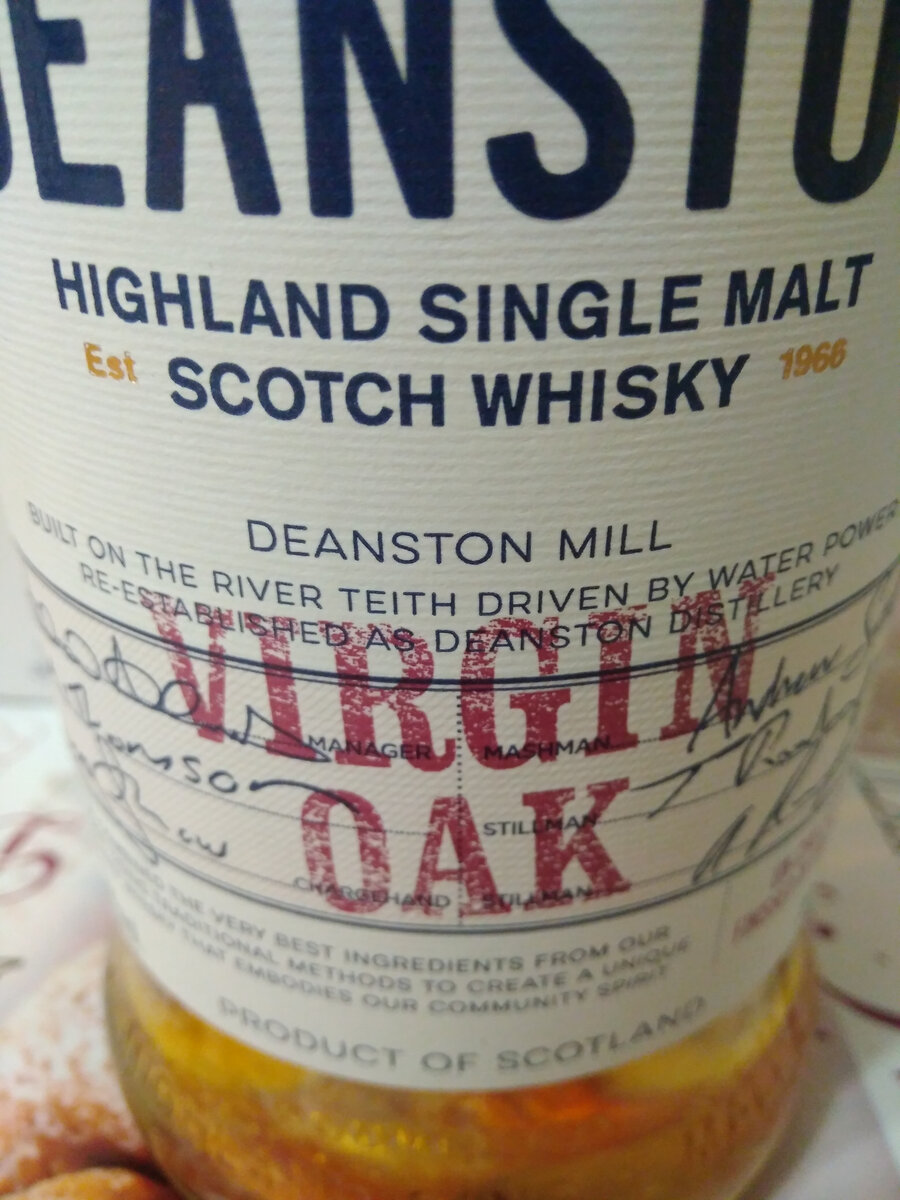 DEANSTO
HIGHLAND SINGLE MALT
Est SCOTCH WHISKY 1966
DEANSTON MILL
BUILT ON THE RIVER TEITH DRIVEN BY WATER POWER
RE-ESTABLISHED AS DEANSTON DISTILLERY
VIRGIN
OAK
MANAGER MASHMAN Andrew
STILLMAN
CHARGEHAND STILLMAN
THE VERY BEST INGREDIENTS FROM OUR
TRADITIONAL METHODS TO CREATE A UNIQUE
THAT EMBODIES OUR COMMUNITY SPIRIT
PRODUCT OF SCOTLAND